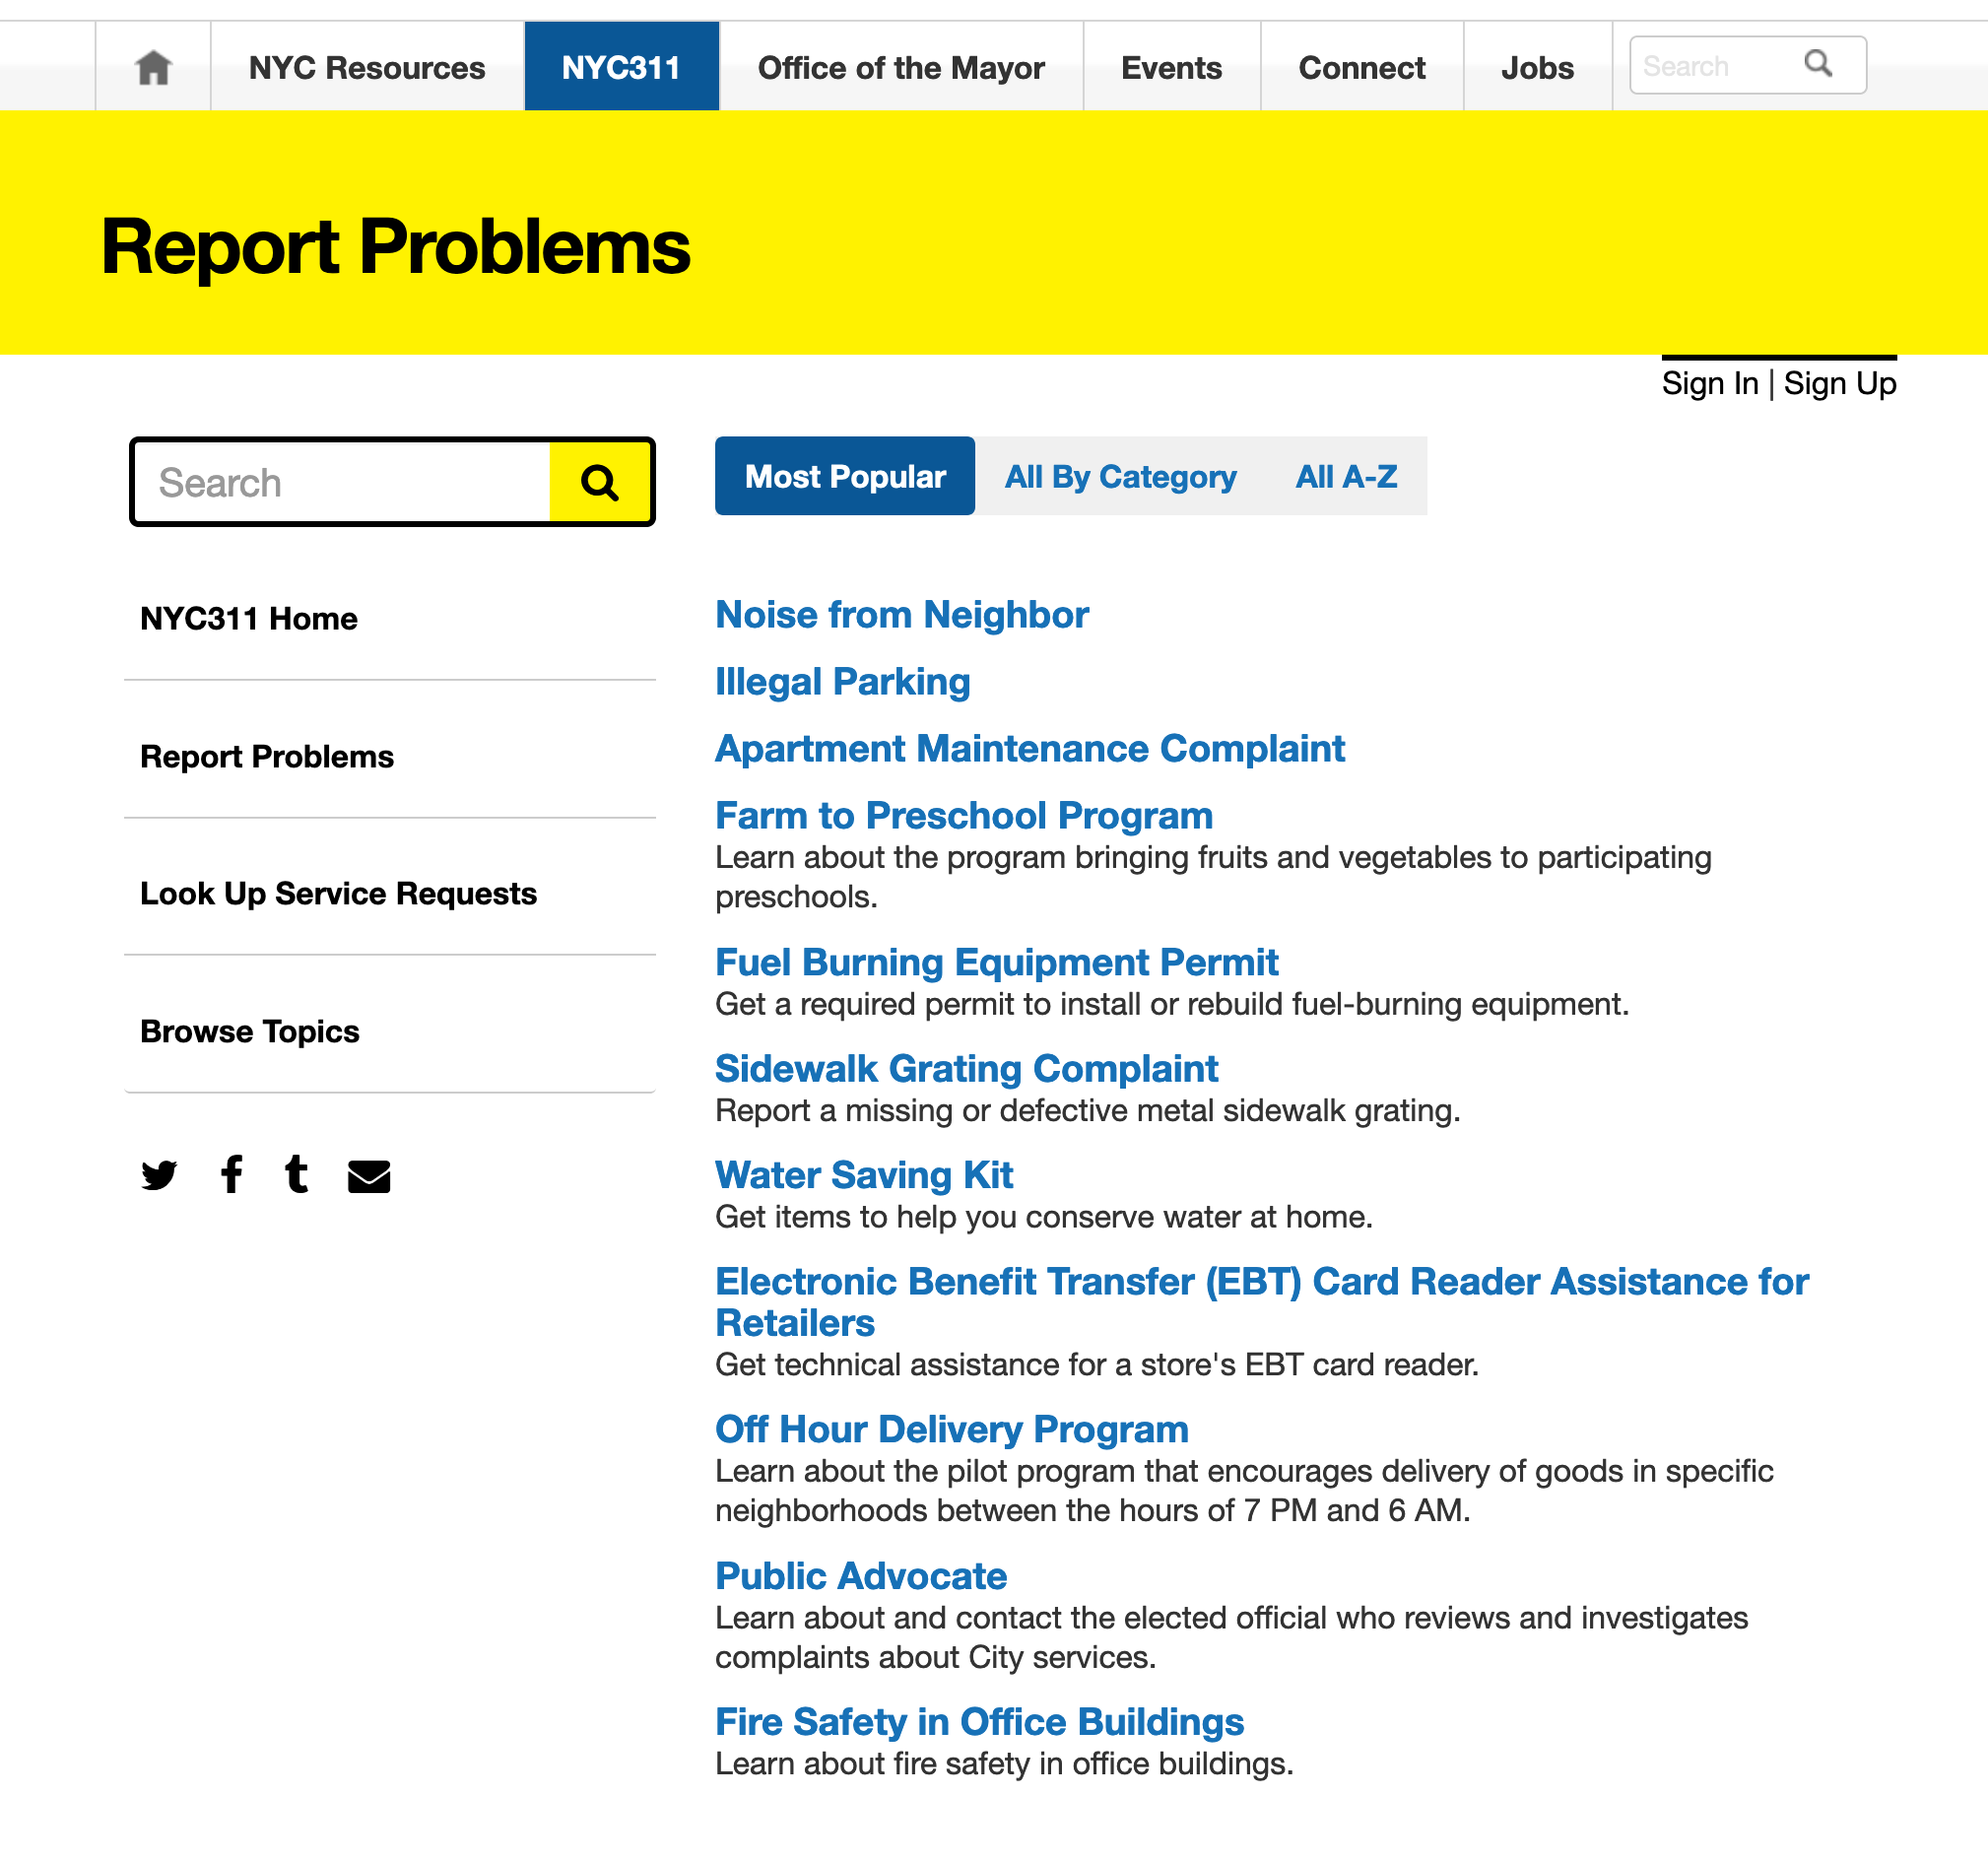 NYC Resources
NYC311
Office of the Mayor
Events
Connect
Jobs
Search
Report Problems
Sign In | Sign Up
Search
Most Popular
All By Category
All A-Z
NYC311 Home
Report Problems
Look Up Service Requests
Browse Topics
Noise from Neighbor
Illegal Parking
Apartment Maintenance Complaint
Farm to Preschool Program
Learn about the program bringing fruits and vegetables to participating
preschools.
Fuel Burning Equipment Permit
Get a required permit to install or rebuild fuel-burning equipment.
Sidewalk Grating Complaint
Report a missing or defective metal sidewalk grating.
Water Saving Kit
Get items to help you conserve water at home.
Electronic Benefit Transfer (EBT) Card Reader Assistance for
Retailers
Get technical assistance for a store's EBT card reader.
Off Hour Delivery Program
Learn about the pilot program that encourages delivery of goods in specific
neighborhoods between the hours of 7 PM and 6 AM.
Public Advocate
Learn about and contact the elected official who reviews and investigates
complaints about City services.
Fire Safety in Office Buildings
Learn about fire safety in office buildings.